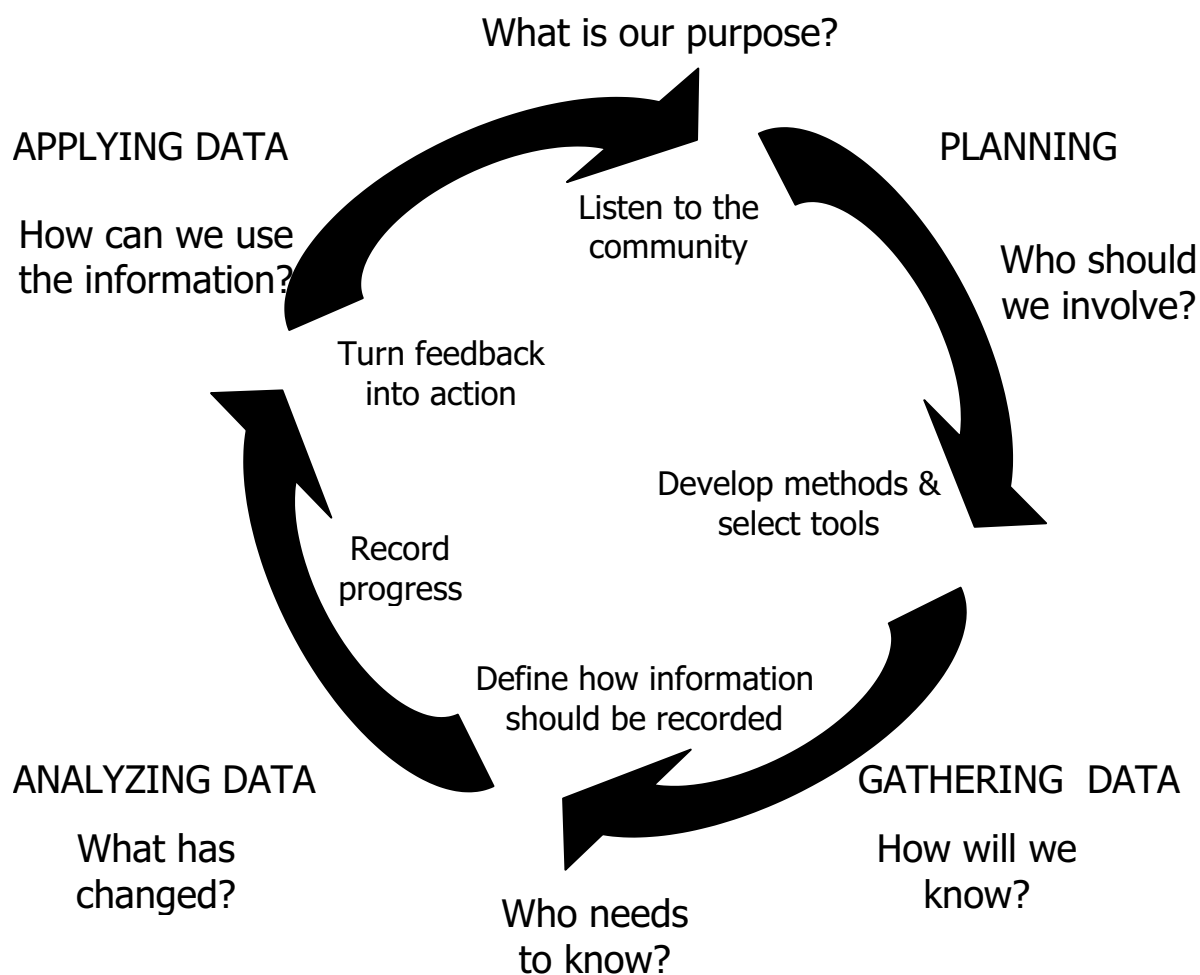 What is our purpose?
APPLYING DATA
PLANNING
Listen to the
community
How can we use
the information?
Who should
we involve?
Turn feedback
into action
Develop methods &
select tools
Record
progress
Define how information
should be recorded
ANALYZING DATA
GATHERING  DATA
What has
changed?
How will we
know?
Who needs
to know?